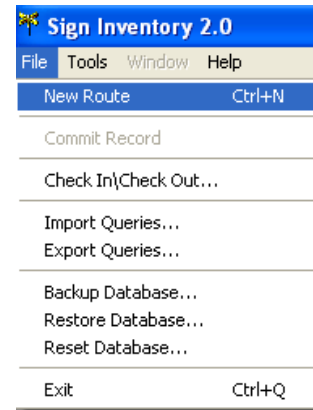 Sign Inventory 2.0
File Tools Window Help
New Route Ctrl+N
Commit Record
Check In\Check Out...
Import Queries...
Export Queries...
Backup Database...
Restore Database...
Reset Database...
Exit Ctrl+Q